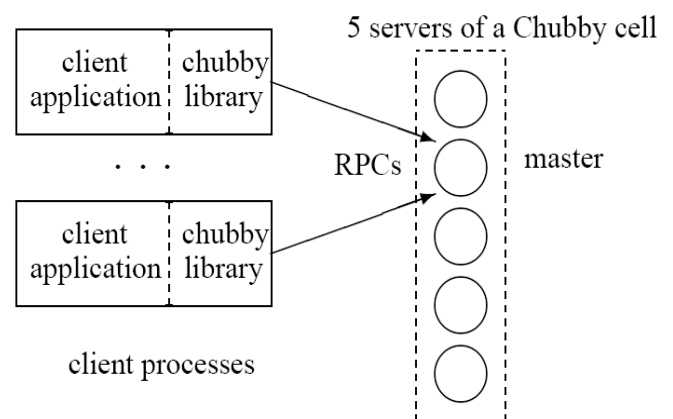 5 servers of a Chubby cell
client chubby
application library
. . .
RPCs
master
client chubby
application library
client processes